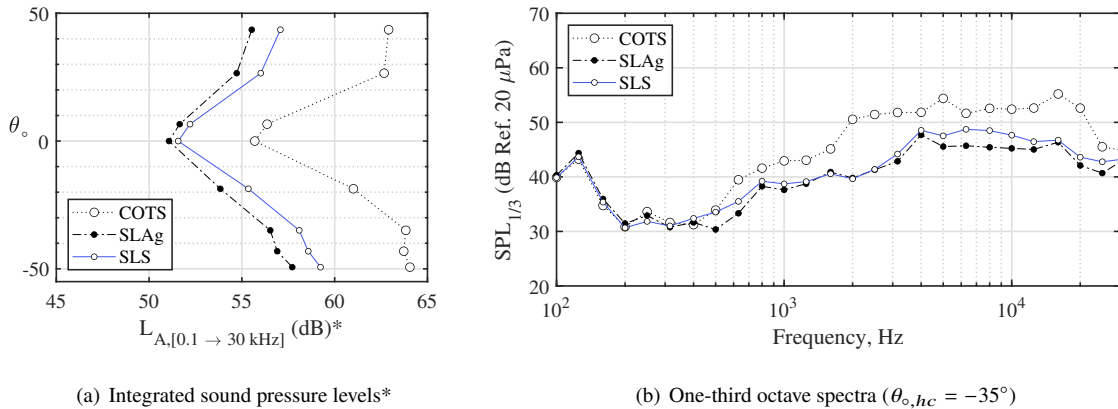 50
0
-50
θ∘
COTS
SLAg
SLS
45 50 55 60 65
L_A,[0.1 → 30 kHz] (dB)*
(a) Integrated sound pressure levels*
70
60
50
40
30
20
SPL_1/3 (dB Ref. 20 μPa)
COTS
SLAg
SLS
10^2 10^3 10^4
Frequency, Hz
(b) One-third octave spectra (θ∘,hc = −35°)